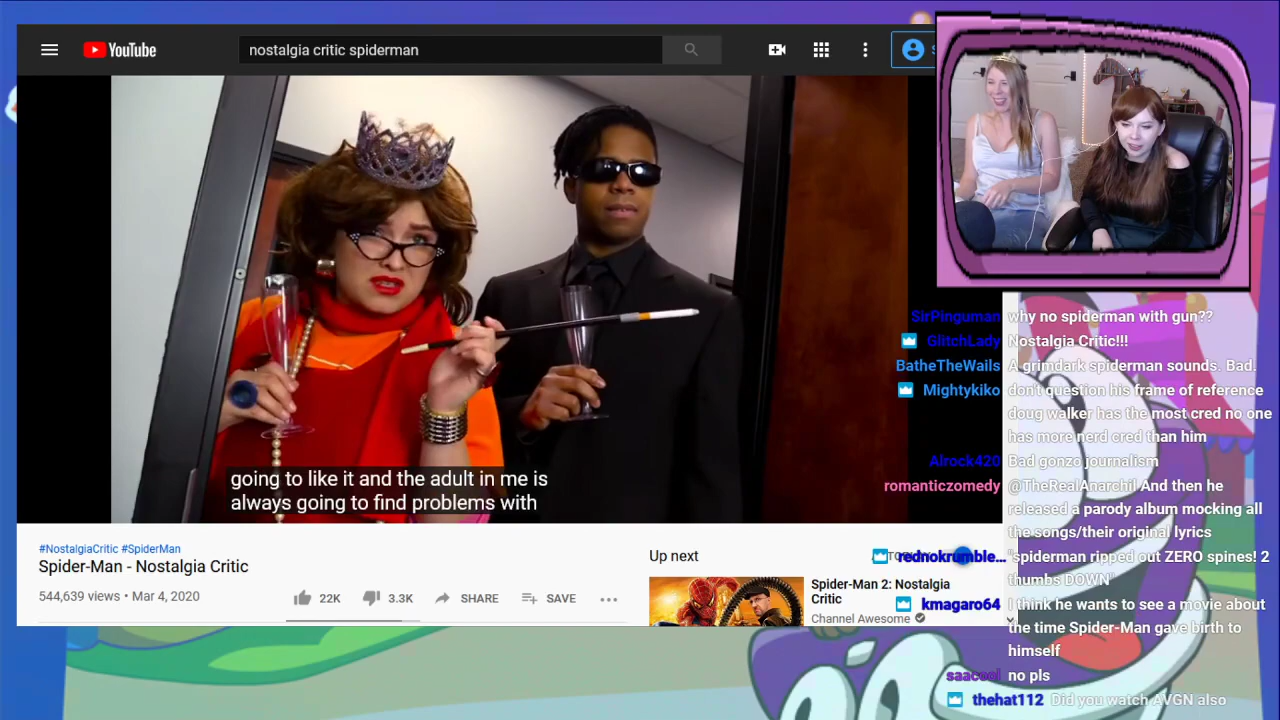 YouTube
nostalgia critic spiderman
going to like it and the adult in me is
always going to find problems with
#NostalgiaCritic #SpiderMan
Spider-Man - Nostalgia Critic
544,639 views • Mar 4, 2020
22K
3.3K
SHARE
SAVE
Up next
Spider-Man 2: Nostalgia
Critic
Channel Awesome
SirPinguman why no spiderman with gun??
GlitchLady Nostalgia Critic!!!
BatheTheWails A grimdark spiderman sounds. Bad.
Mightykiko don't question his frame of reference
doug walker has the most cred no one
has more nerd cred than him
Alrock420 Bad gonzo journalism
romanticzomedy @TheRealAnarchil And then he
released a parody album mocking all
the songs/their original lyrics
rednokrumble... "spiderman ripped out ZERO spines! 2
thumbs DOWN"
kmagaro64 I think he wants to see a movie about
the time Spider-Man gave birth to
himself
saacooi no pls
thehat112 Did you watch AVGN also